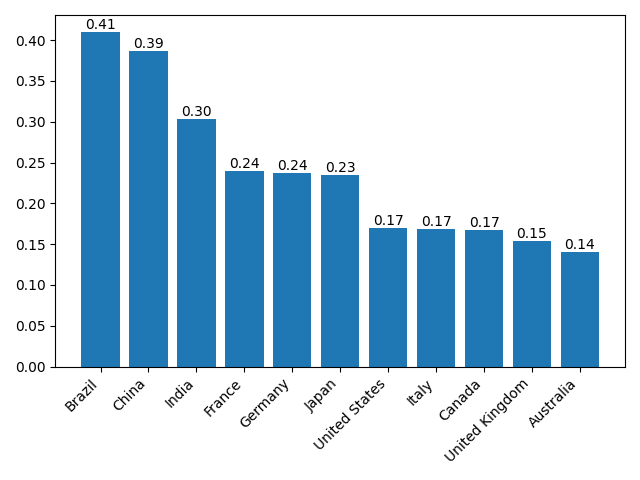 0.40
0.35
0.30
0.25
0.20
0.15
0.10
0.05
0.00
0.41
0.39
0.30
0.24
0.24
0.23
0.17
0.17
0.17
0.15
0.14
Brazil
China
India
France
Germany
Japan
United States
Italy
Canada
United Kingdom
Australia